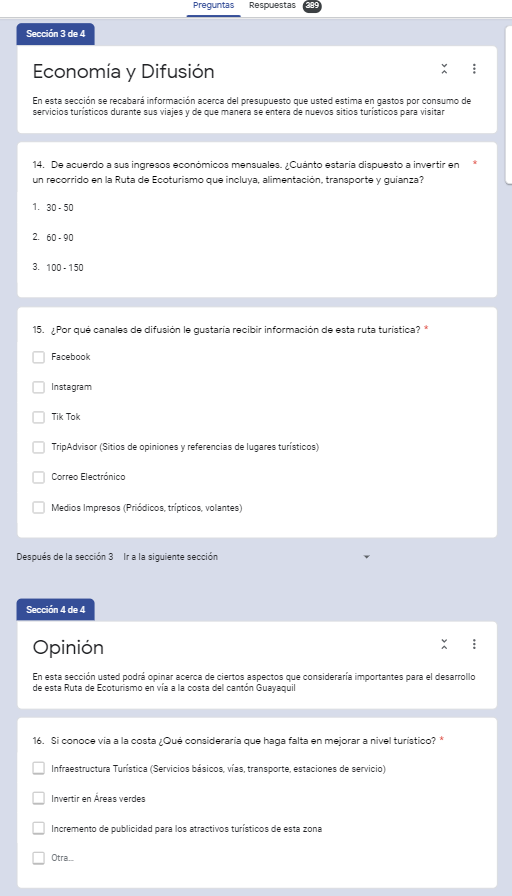 Preguntas Respuestas 389
Sección 3 de 4
Economía y Difusión
En esta sección se recabará información acerca del presupuesto que usted estima en gastos por consumo de
servicios turísticos durante sus viajes y de que manera se entera de nuevos sitios turísticos para visitar
14. De acuerdo a sus ingresos económicos mensuales. ¿Cuánto estaría dispuesto a invertir en *
un recorrido en la Ruta de Ecoturismo que incluya, alimentación, transporte y guianza?
1. 30 - 50
2. 60 - 90
3. 100 - 150
15. ¿Por qué canales de difusión le gustaría recibir información de esta ruta turística? *
Facebook
Instagram
Tik Tok
TripAdvisor (Sitios de opiniones y referencias de lugares turísticos)
Correo Electrónico
Medios Impresos (Priódicos, trípticos, volantes)
Después de la sección 3 Ir a la siguiente sección
Sección 4 de 4
Opinión
En esta sección usted podrá opinar acerca de ciertos aspectos que consideraría importantes para el desarrollo
de esta Ruta de Ecoturismo en vía a la costa del cantón Guayaquil
16. Si conoce vía a la costa ¿Qué consideraría que haga falta en mejorar a nivel turístico? *
Infraestructura Turística (Servicios básicos, vías, transporte, estaciones de servicio)
Invertir en Áreas verdes
Incremento de publicidad para los atractivos turísticos de esta zona
Otra...